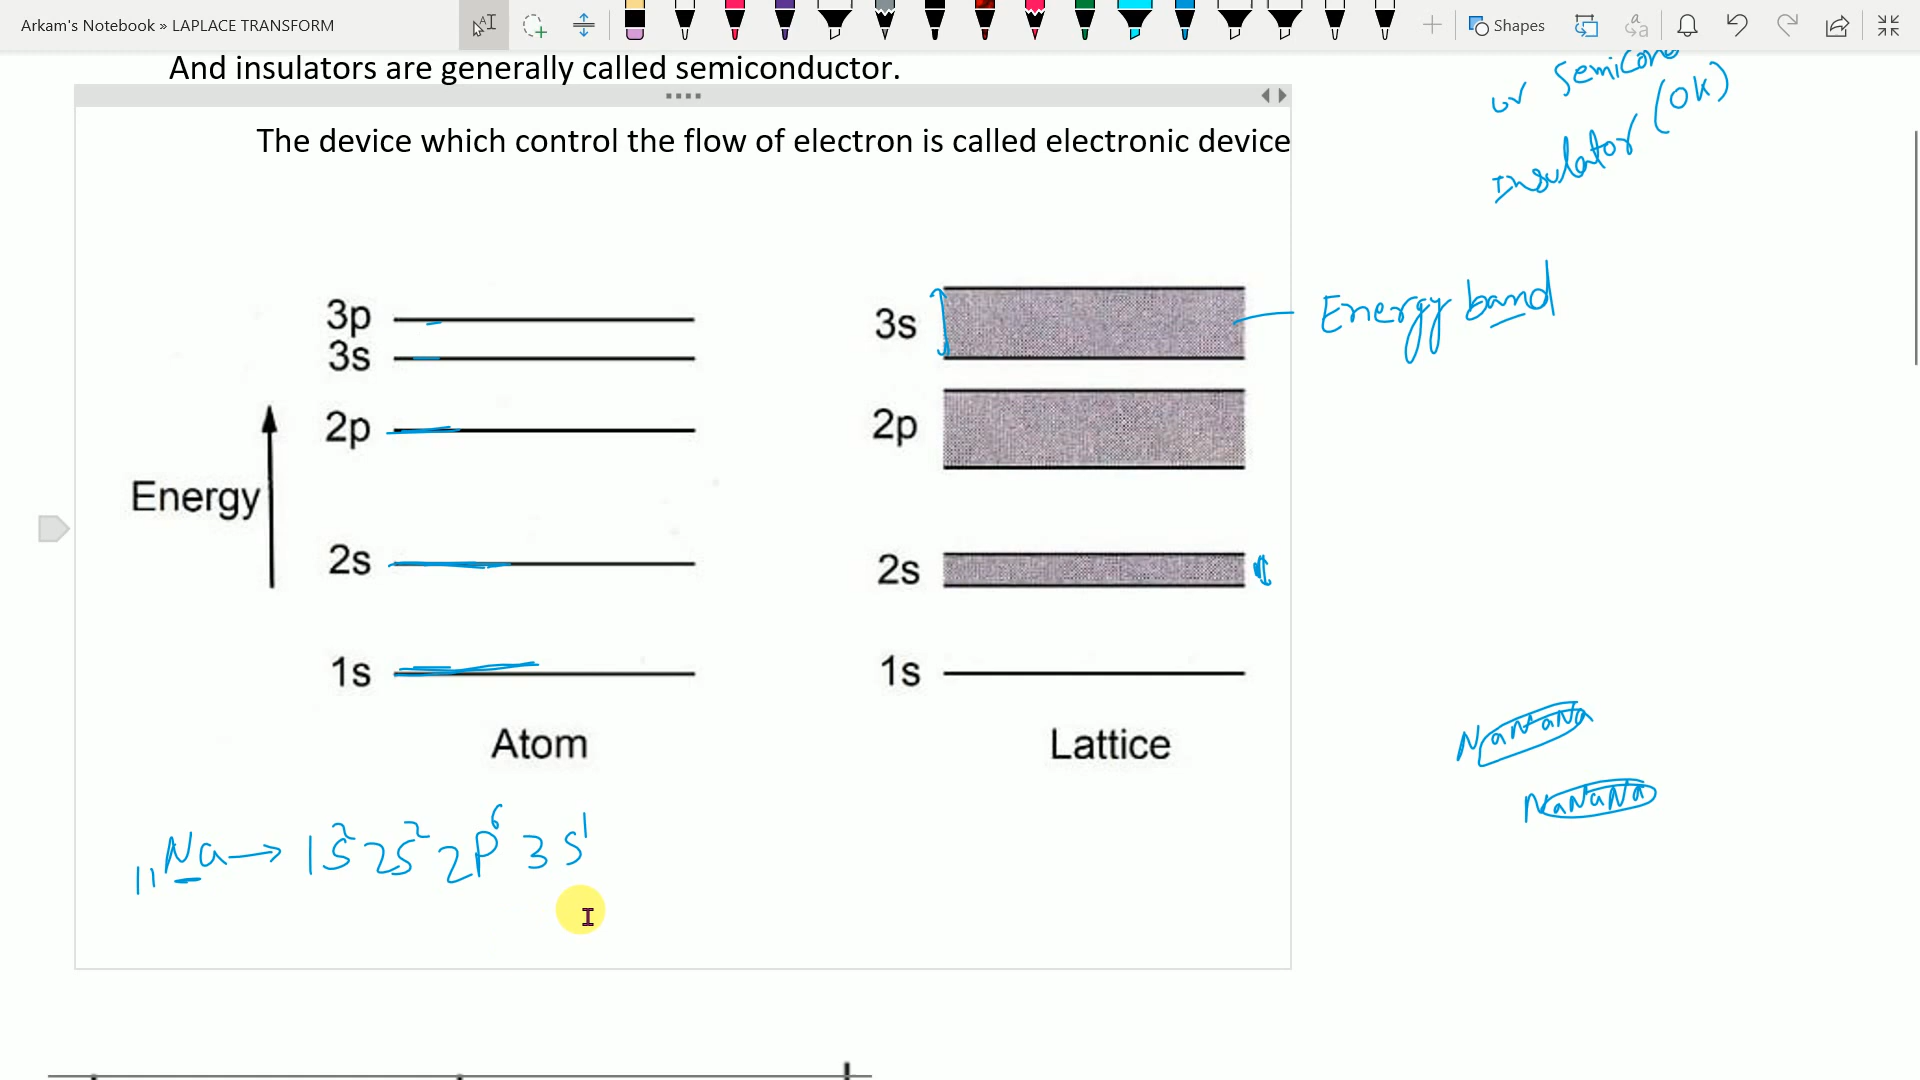 Arkam's Notebook » LAPLACE TRANSFORM
Shapes
And insulators are generally called semiconductor.
or Semicond
Insulator (OK)
The device which control the flow of electron is called electronic device
3p
3s
2p
Energy
2s
1s
Atom
3s
2p
2s
1s
Lattice
Energy band
NaNaNa
NaNaNa
₁₁Na → 1s² 2s² 2p⁶ 3s¹